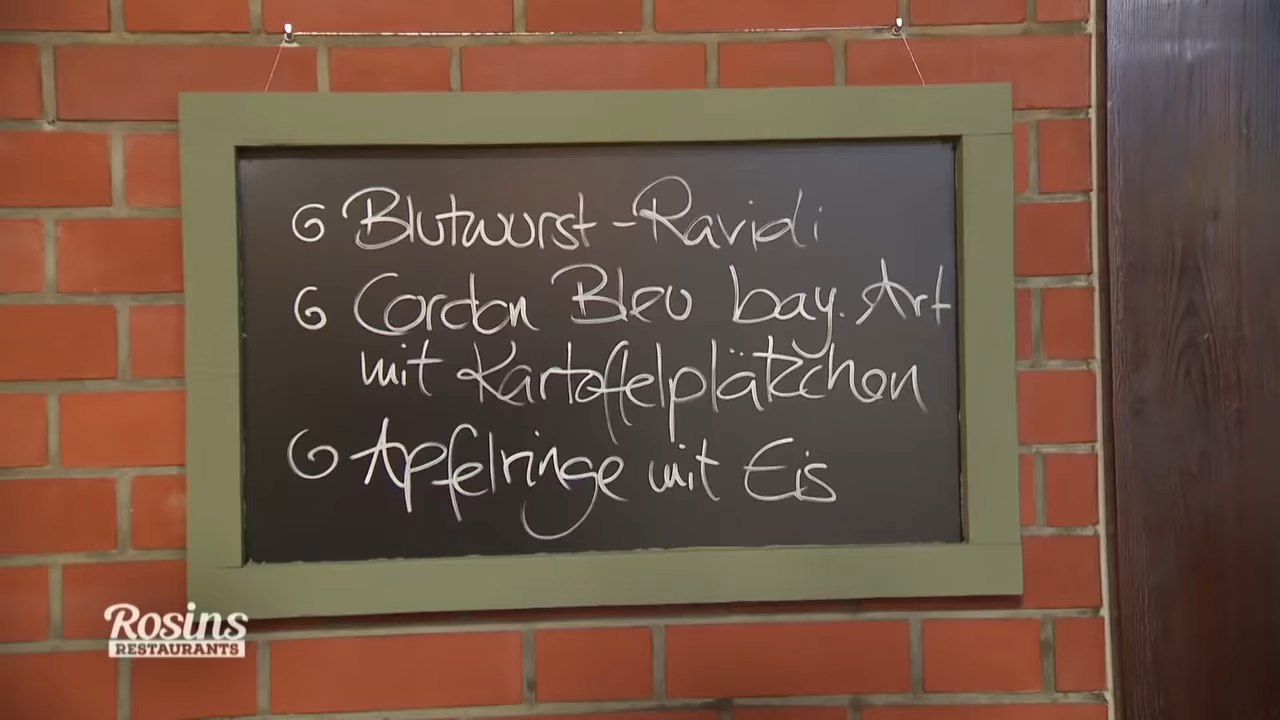 Blutwurst-Ravioli
Cordon Bleu bay. Art
mit Kartoffelplätzchen
Apfelringe mit Eis
Rosins
RESTAURANTS